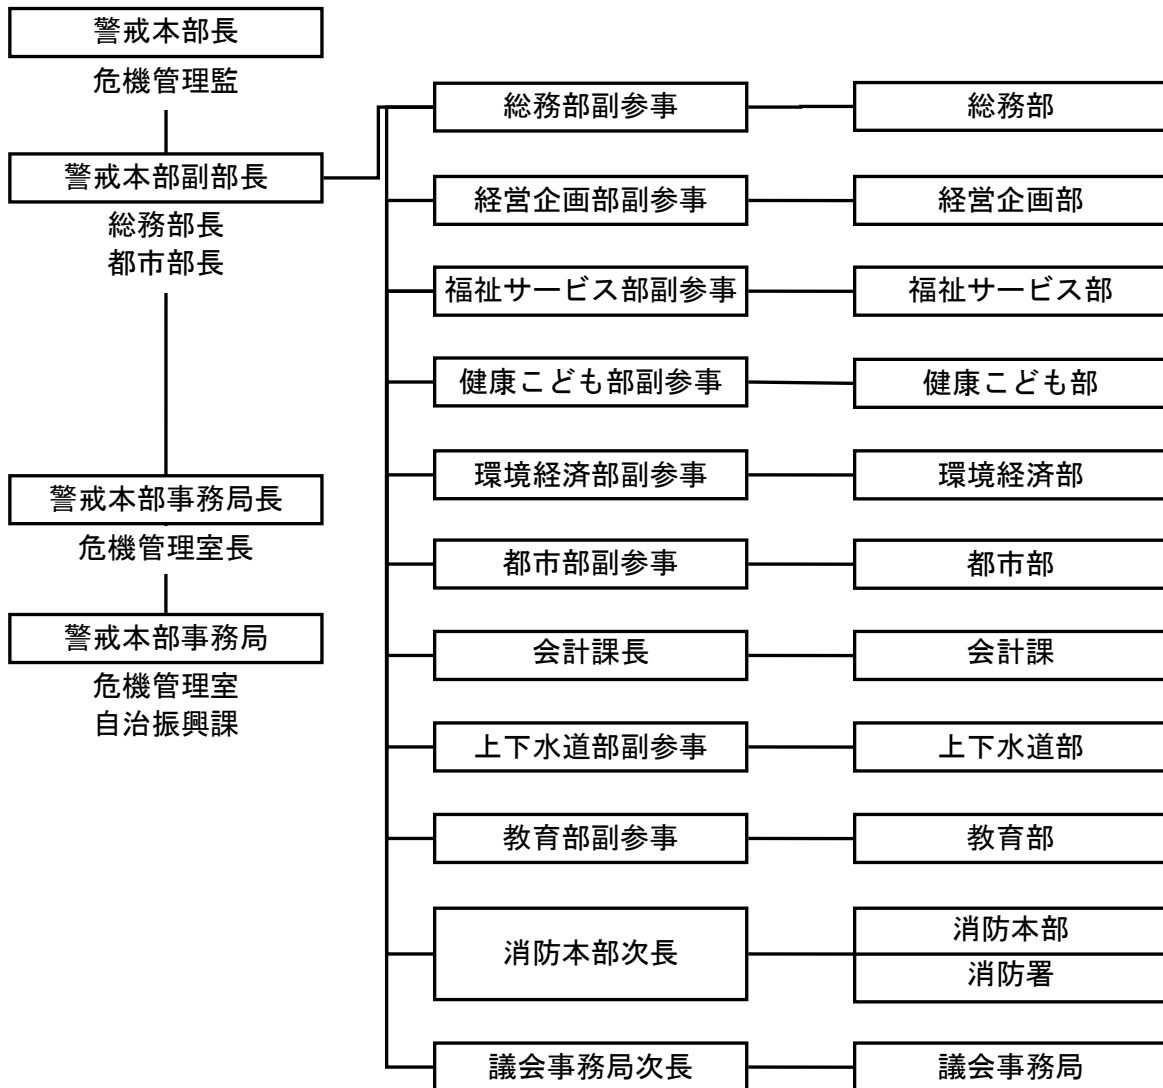 警戒本部長
危機管理監
警戒本部副部長
総務部長
都市部長
警戒本部事務局長
危機管理室長
警戒本部事務局
危機管理室
自治振興課
総務部副参事
総務部
経営企画部副参事
経営企画部
福祉サービス部副参事
福祉サービス部
健康こども部副参事
健康こども部
環境経済部副参事
環境経済部
都市部副参事
都市部
会計課長
会計課
上下水道部副参事
上下水道部
教育部副参事
教育部
消防本部次長
消防本部
消防署
議会事務局次長
議会事務局